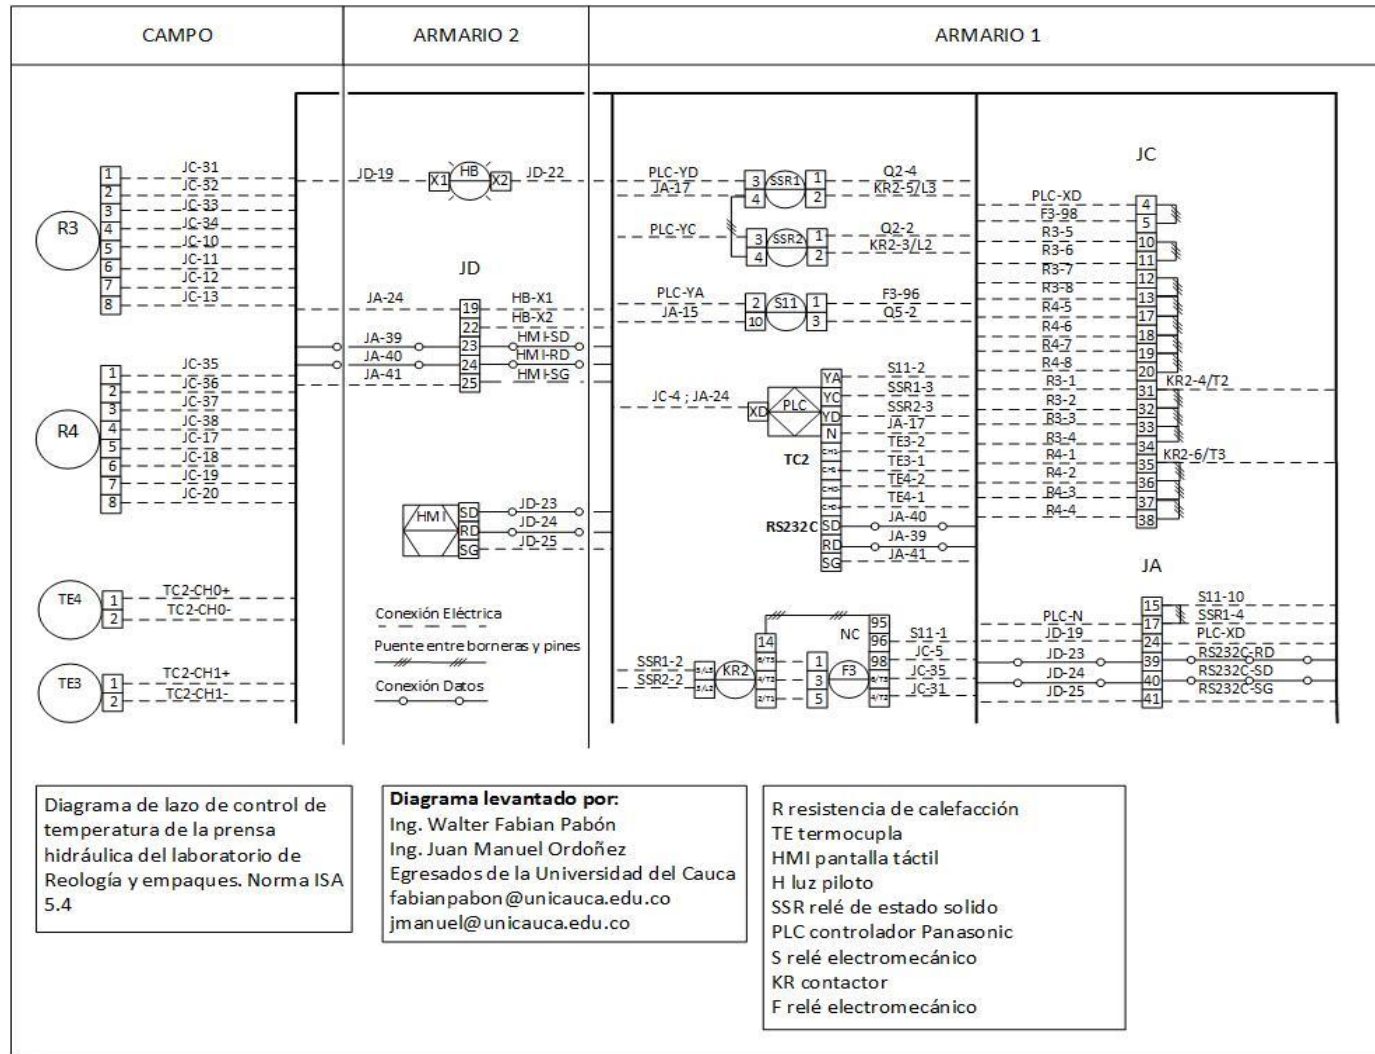 CAMPO
ARMARIO 2
ARMARIO 1
R3
1
2
3
4
5
6
7
8
JC-31
JC-32
JC-33
JC-34
JC-10
JC-11
JC-12
JC-13
R4
1
2
3
4
5
6
7
8
JC-35
JC-36
JC-37
JC-38
JC-17
JC-18
JC-19
JC-20
TE4
1
2
TC2-CH0+
TC2-CH0-
TE3
1
2
TC2-CH1+
TC2-CH1-
JD-19
X1
HB
X2
JD-22
JD
JA-24
19
HB-X1
22
HB-X2
JA-39
23
HMI-SD
JA-40
24
HMI-RD
JA-41
25
HMI-SG
HMI
SD
JD-23
RD
JD-24
SG
JD-25
Conexión Eléctrica
Puente entre borneras y pines
Conexión Datos
PLC-YD
3
SSR1
1
Q2-4
JA-17
4
2
KR2-5/L3
PLC-YC
3
SSR2
1
Q2-2
4
2
KR2-3/L2
PLC-YA
2
S11
1
F3-96
JA-15
10
3
Q5-2
JC-4 ; JA-24
XD
PLC
TC2
RS232C
YA
S11-2
YC
SSR1-3
YD
SSR2-3
N
JA-17
TE3-2
TE3-1
TE4-2
TE4-1
SD
JA-40
RD
JA-39
SG
JA-41
SSR1-2
5/L3
SSR2-2
3/L2
KR2
14
6/T3
4/T2
2/T1
1
3
5
F3
NC
95
96
S11-1
98
JC-5
6/T3
JC-35
4/T2
JC-31
JC
PLC-XD
4
F3-98
5
R3-5
10
R3-6
11
R3-7
12
R3-8
13
R4-5
17
R4-6
18
R4-7
19
R4-8
20
R3-1
31
KR2-4/T2
R3-2
32
R3-3
33
R3-4
34
R4-1
35
KR2-6/T3
R4-2
36
R4-3
37
R4-4
38
JA
15
S11-10
PLC-N
17
SSR1-4
JD-19
24
PLC-XD
JD-23
39
RS232C-RD
JD-24
40
RS232C-SD
JD-25
41
RS232C-SG
Diagrama de lazo de control de
temperatura de la prensa
hidráulica del laboratorio de
Reología y empaques. Norma ISA
5.4
Diagrama levantado por:
Ing. Walter Fabian Pabón
Ing. Juan Manuel Ordoñez
Egresados de la Universidad del Cauca
fabianpabon@unicauca.edu.co
jmanuel@unicauca.edu.co
R resistencia de calefacción
TE termocupla
HMI pantalla táctil
H luz piloto
SSR relé de estado solido
PLC controlador Panasonic
S relé electromecánico
KR contactor
F relé electromecánico